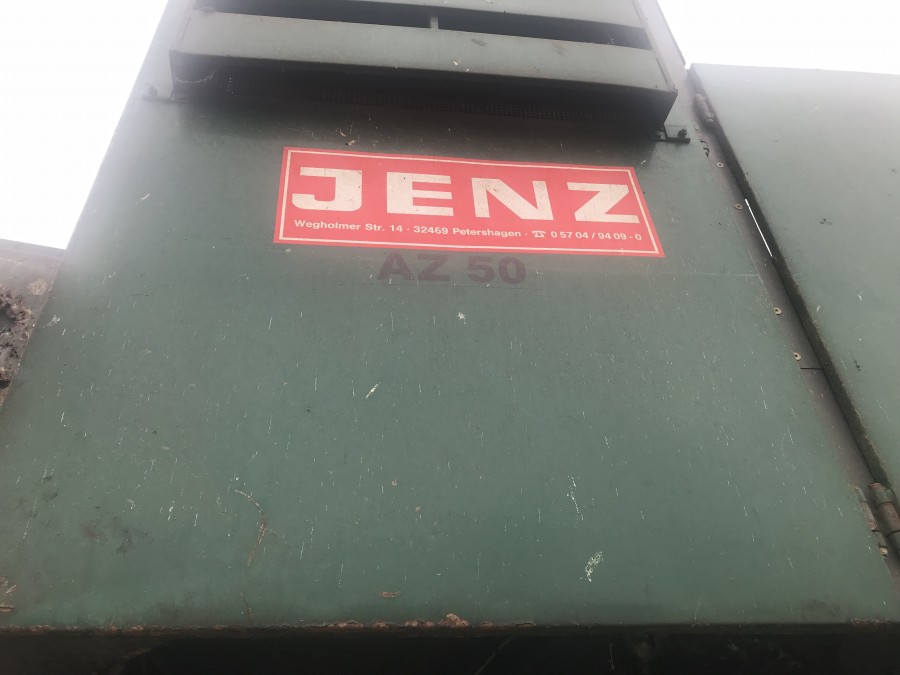 JENZ
Wegholmer Str. 14 · 32469 Petershagen · ☎ 0 57 04 / 94 09 - 0
AZ 50